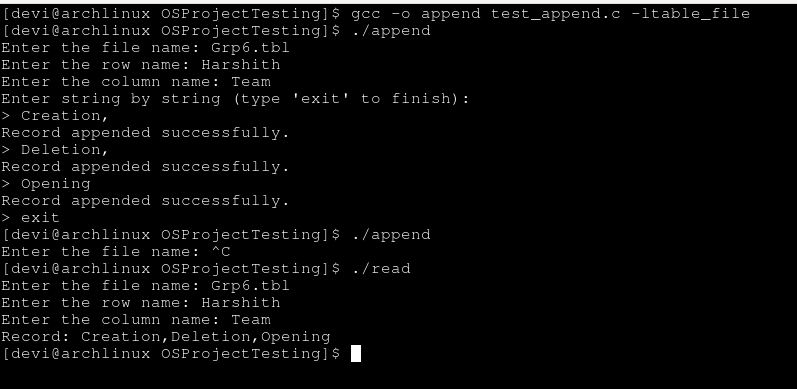 [devi@archlinux OSProjectTesting]$ gcc -o append test_append.c -ltable_file
[devi@archlinux OSProjectTesting]$ ./append
Enter the file name: Grp6.tbl
Enter the row name: Harshith
Enter the column name: Team
Enter string by string (type 'exit' to finish):
> Creation,
Record appended successfully.
> Deletion,
Record appended successfully.
> Opening
Record appended successfully.
> exit
[devi@archlinux OSProjectTesting]$ ./append
Enter the file name: ^C
[devi@archlinux OSProjectTesting]$ ./read
Enter the file name: Grp6.tbl
Enter the row name: Harshith
Enter the column name: Team
Record: Creation,Deletion,Opening
[devi@archlinux OSProjectTesting]$